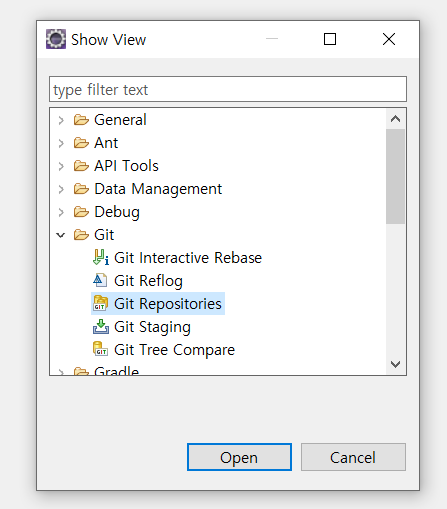 Show View
type filter text
General
Ant
API Tools
Data Management
Debug
Git
Git Interactive Rebase
Git Reflog
Git Repositories
Git Staging
Git Tree Compare
Gradle
Open
Cancel